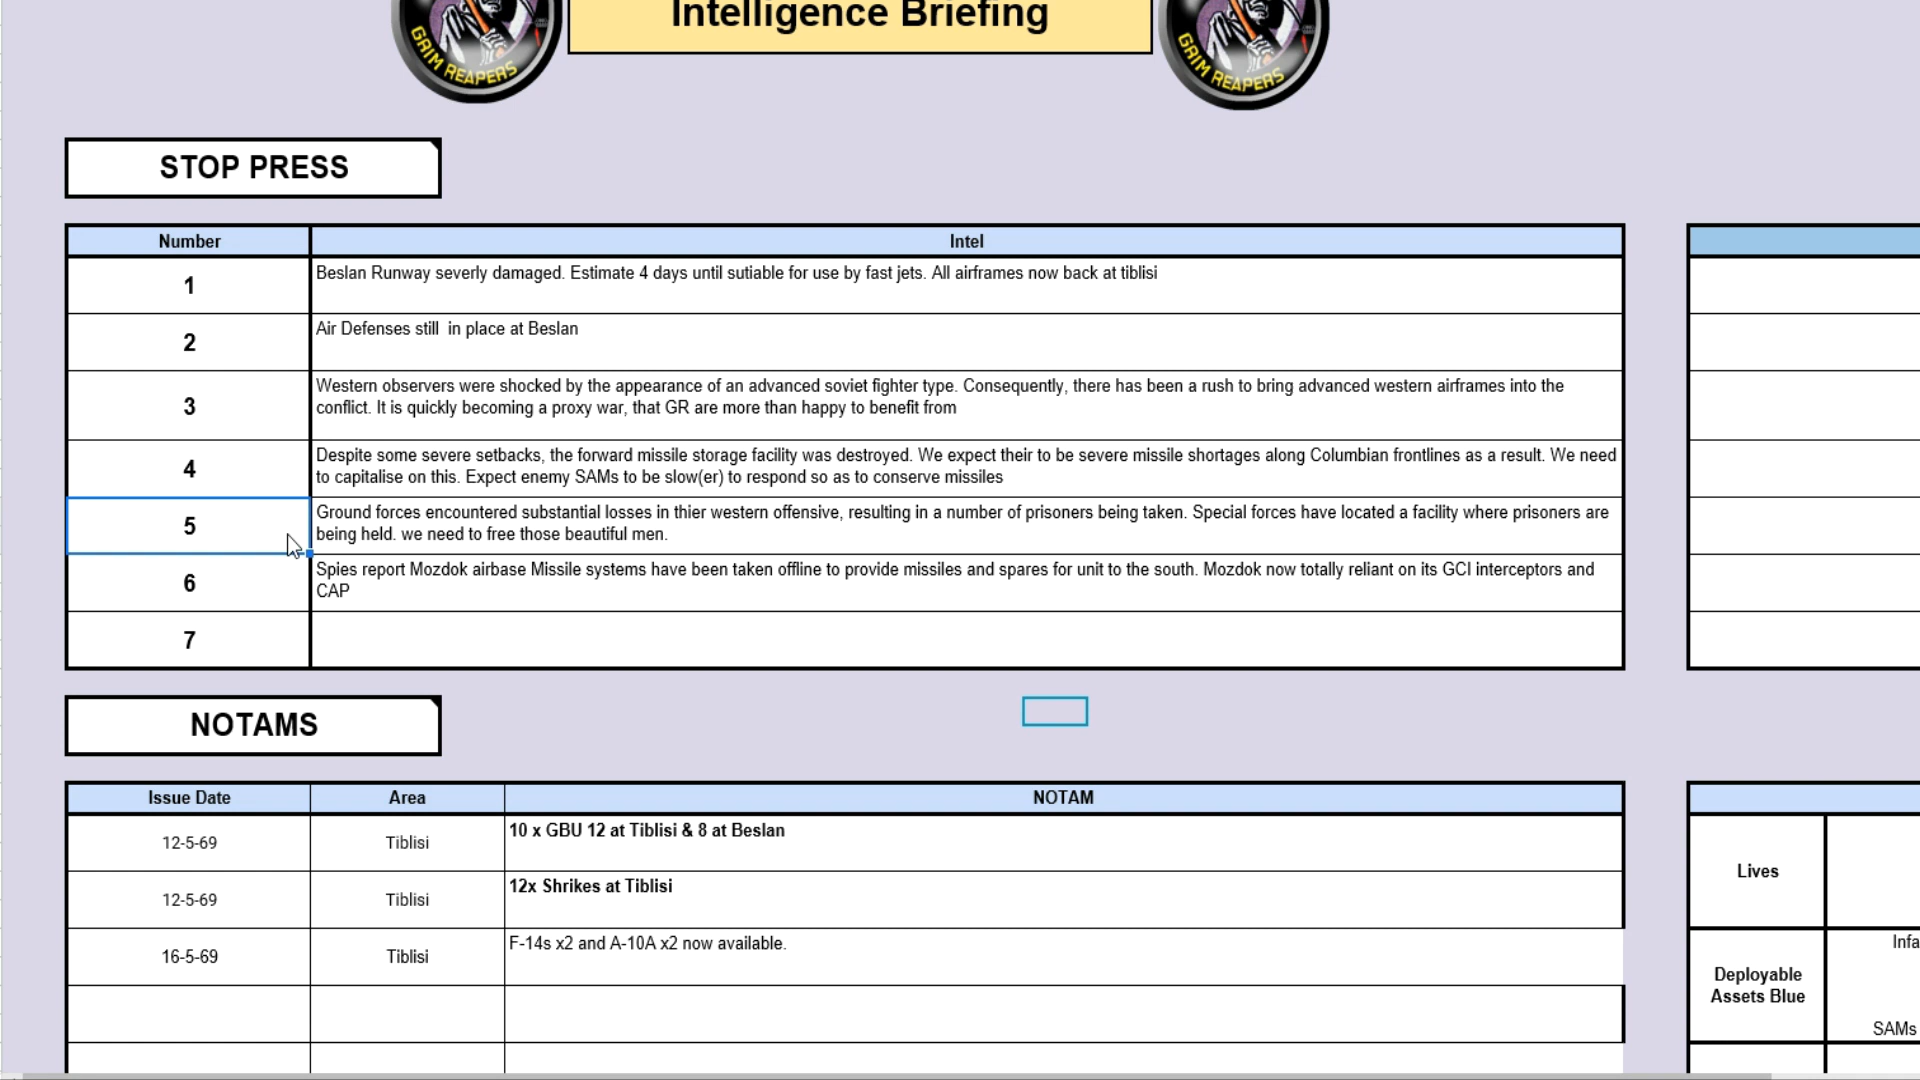 Intelligence Briefing
GRIM REAPERS
GRIM REAPERS
STOP PRESS
Number
Intel
1
Beslan Runway severly damaged. Estimate 4 days until sutiable for use by fast jets. All airframes now back at tiblisi
2
Air Defenses still  in place at Beslan
3
Western observers were shocked by the appearance of an advanced soviet fighter type. Consequently, there has been a rush to bring advanced western airframes into the
conflict. It is quickly becoming a proxy war, that GR are more than happy to benefit from
4
Despite some severe setbacks, the forward missile storage facility was destroyed. We expect their to be severe missile shortages along Columbian frontlines as a result. We need
to capitalise on this. Expect enemy SAMs to be slow(er) to respond so as to conserve missiles
5
Ground forces encountered substantial losses in thier western offensive, resulting in a number of prisoners being taken. Special forces have located a facility where prisoners are
being held. we need to free those beautiful men.
6
Spies report Mozdok airbase Missile systems have been taken offline to provide missiles and spares for unit to the south. Mozdok now totally reliant on its GCI interceptors and
CAP
7
NOTAMS
Issue Date
Area
NOTAM
12-5-69
Tiblisi
10 x GBU 12 at Tiblisi & 8 at Beslan
12-5-69
Tiblisi
12x Shrikes at Tiblisi
16-5-69
Tiblisi
F-14s x2 and A-10A x2 now available.
Lives
Deployable
Assets Blue
Infa
SAMs